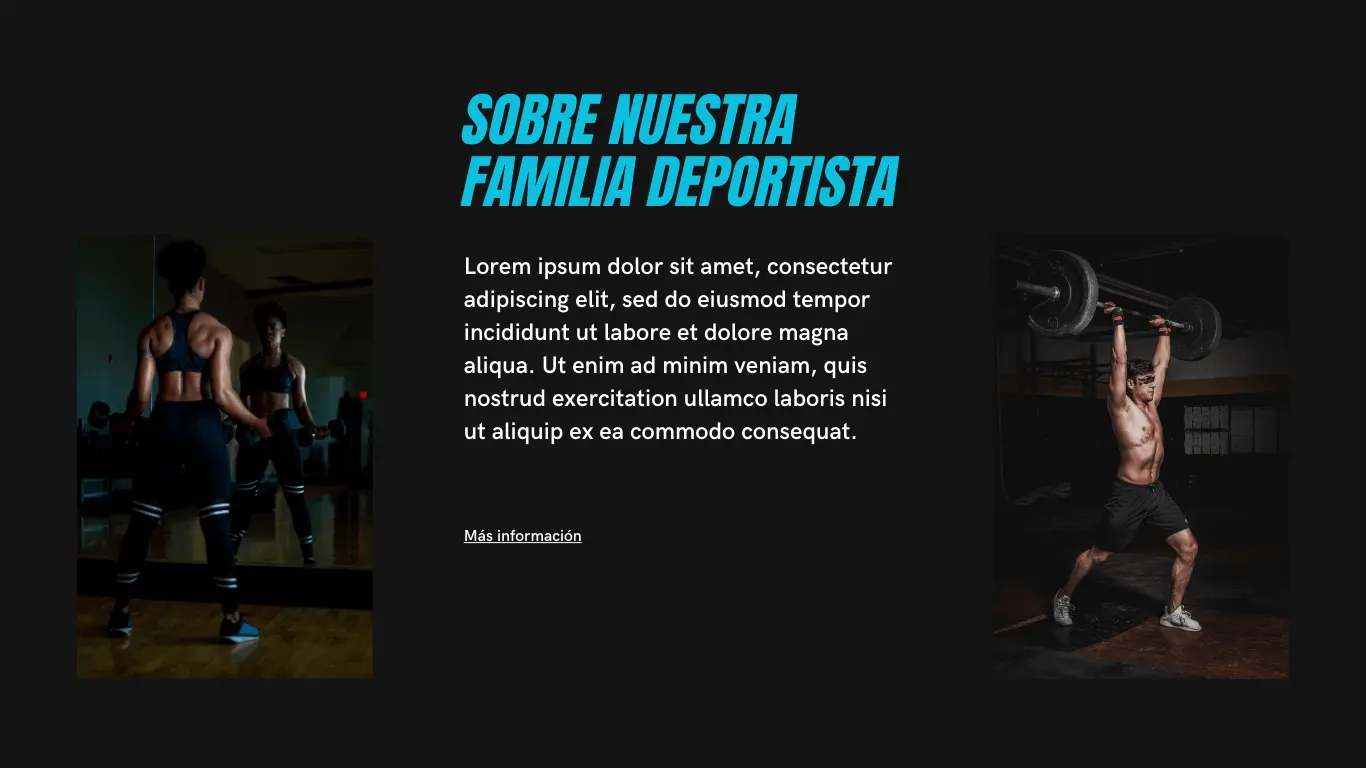 SOBRE NUESTRA
FAMILIA DEPORTISTA
Lorem ipsum dolor sit amet, consectetur
adipiscing elit, sed do eiusmod tempor
incididunt ut labore et dolore magna
aliqua. Ut enim ad minim veniam, quis
nostrud exercitation ullamco laboris nisi
ut aliquip ex ea commodo consequat.
Más información